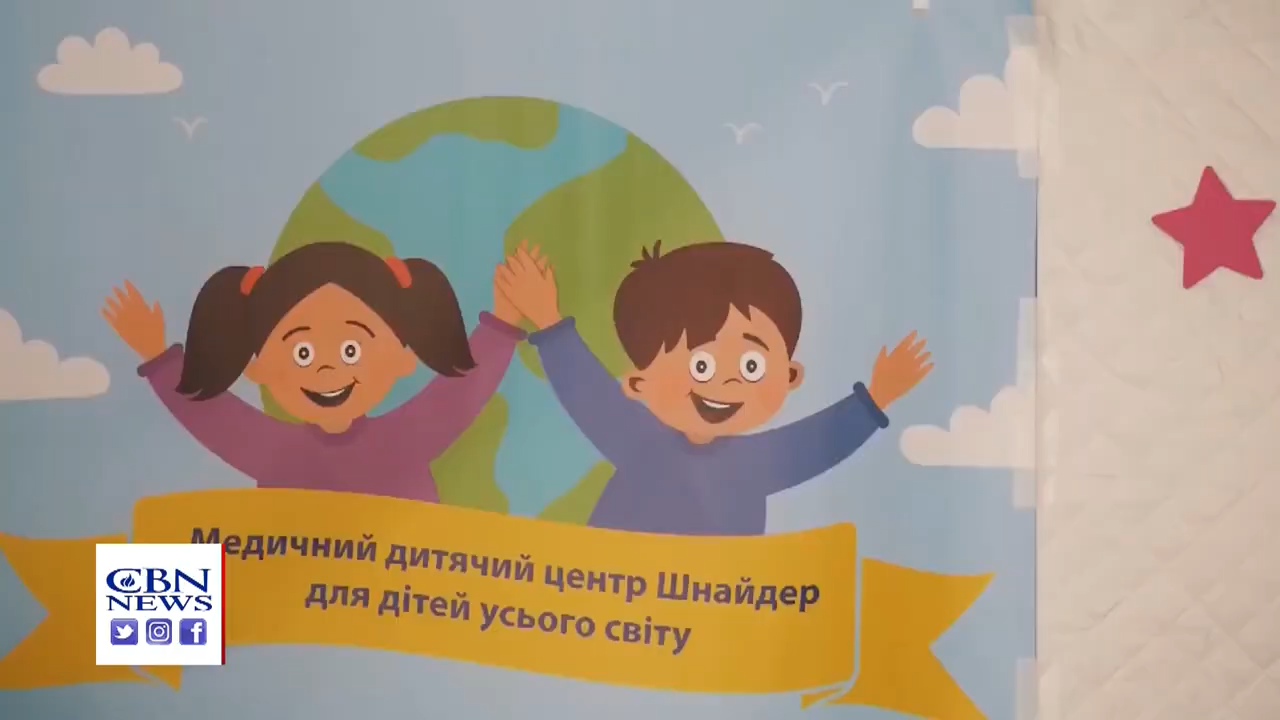 Медичний дитячий центр Шнайдер
для дітей усього світу
CBN
NEWS